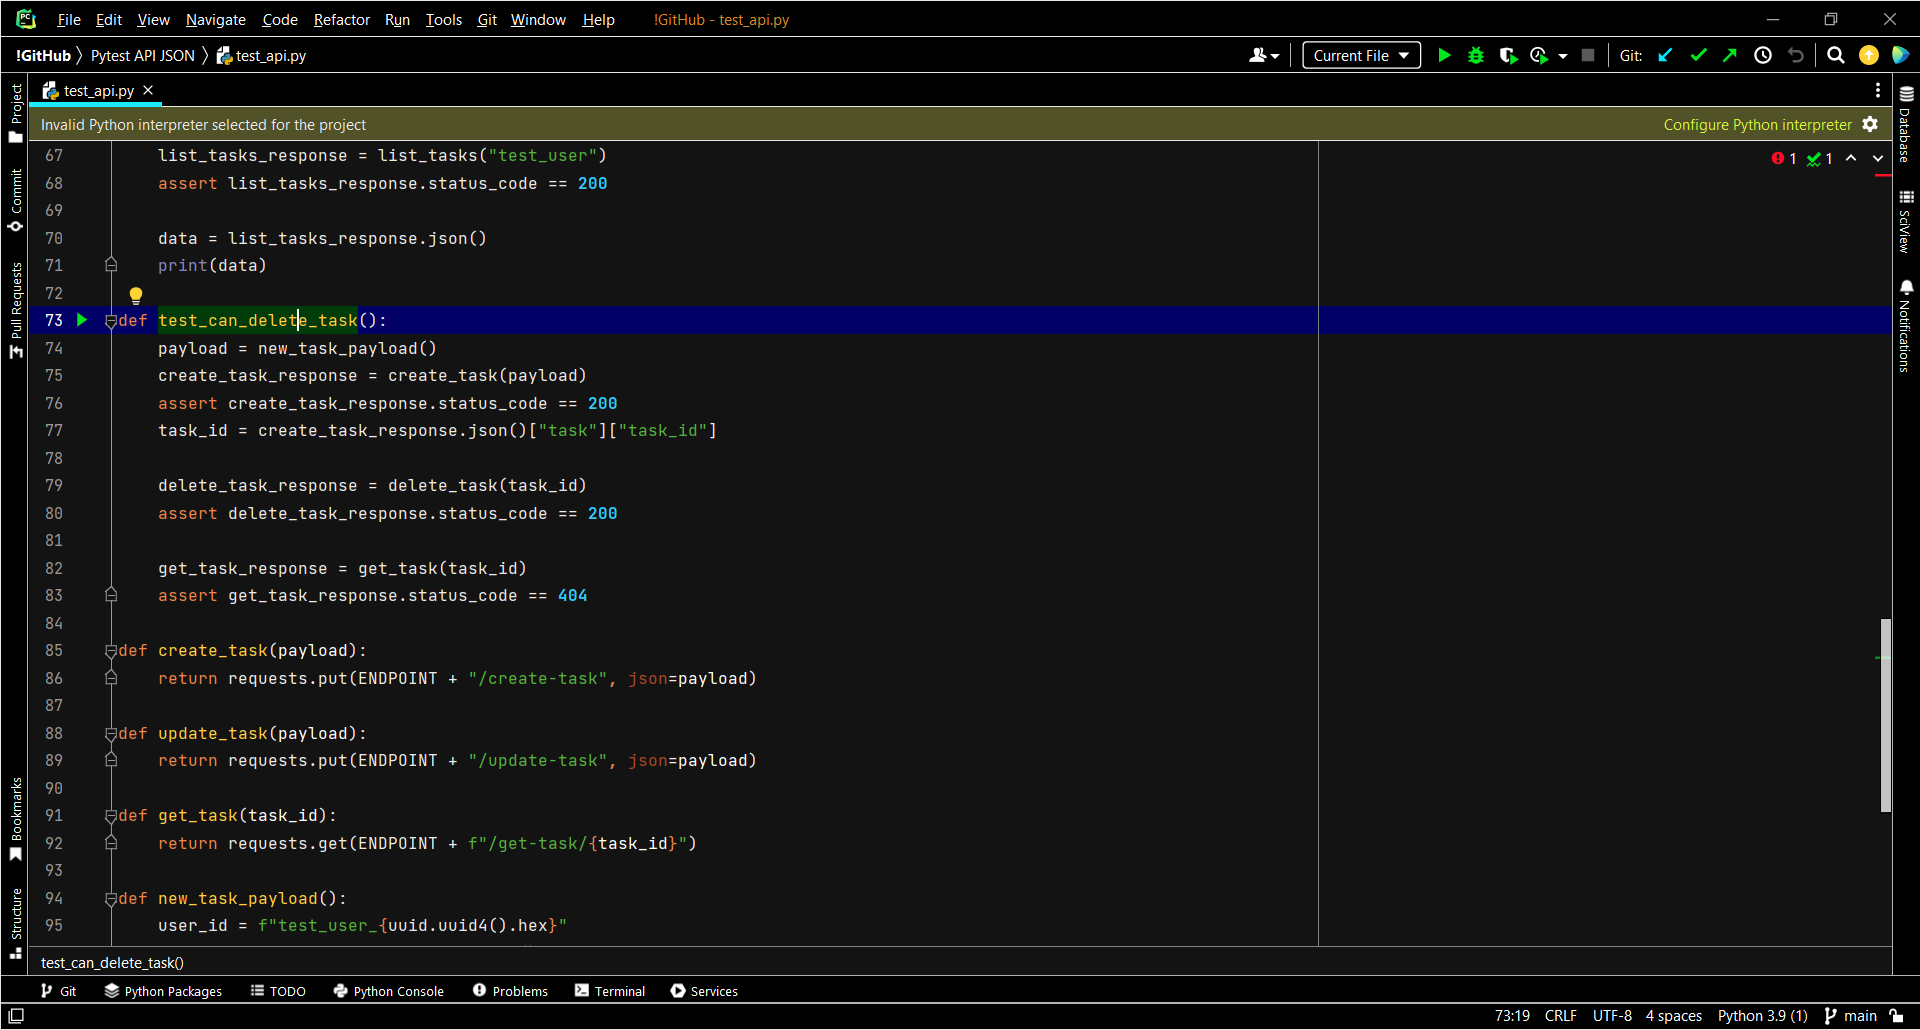 File Edit View Navigate Code Refactor Run Tools Git Window Help !GitHub - test_api.py
!GitHub Pytest API JSON test_api.py Current File Git:
test_api.py
Invalid Python interpreter selected for the project Configure Python interpreter
67 list_tasks_response = list_tasks("test_user")
68 assert list_tasks_response.status_code == 200
69
70 data = list_tasks_response.json()
71 print(data)
72
73 def test_can_delete_task():
74 payload = new_task_payload()
75 create_task_response = create_task(payload)
76 assert create_task_response.status_code == 200
77 task_id = create_task_response.json()["task"]["task_id"]
78
79 delete_task_response = delete_task(task_id)
80 assert delete_task_response.status_code == 200
81
82 get_task_response = get_task(task_id)
83 assert get_task_response.status_code == 404
84
85 def create_task(payload):
86 return requests.put(ENDPOINT + "/create-task", json=payload)
87
88 def update_task(payload):
89 return requests.put(ENDPOINT + "/update-task", json=payload)
90
91 def get_task(task_id):
92 return requests.get(ENDPOINT + f"/get-task/{task_id}")
93
94 def new_task_payload():
95 user_id = f"test_user_{uuid.uuid4().hex}"
1 1
Project
Commit
Pull Requests
Bookmarks
Structure
Database
SciView
Notifications
test_can_delete_task()
Git Python Packages TODO Python Console Problems Terminal Services
73:19 CRLF UTF-8 4 spaces Python 3.9 (1) main